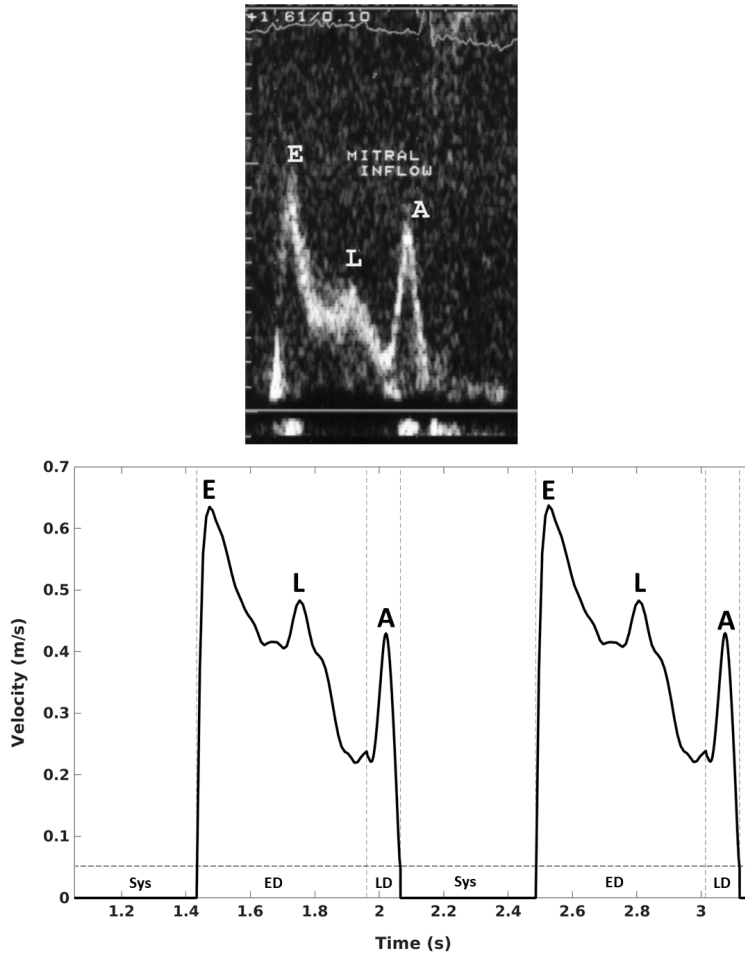 +1.61/0.10
E
MITRAL
INFLOW
A
L
0.7
E
E
0.6
L
L
0.5
A
A
0.4
Velocity (m/s)
0.3
0.2
0.1
Sys ED LD Sys ED LD
0
1.2 1.4 1.6 1.8 2 2.2 2.4 2.6 2.8 3
Time (s)